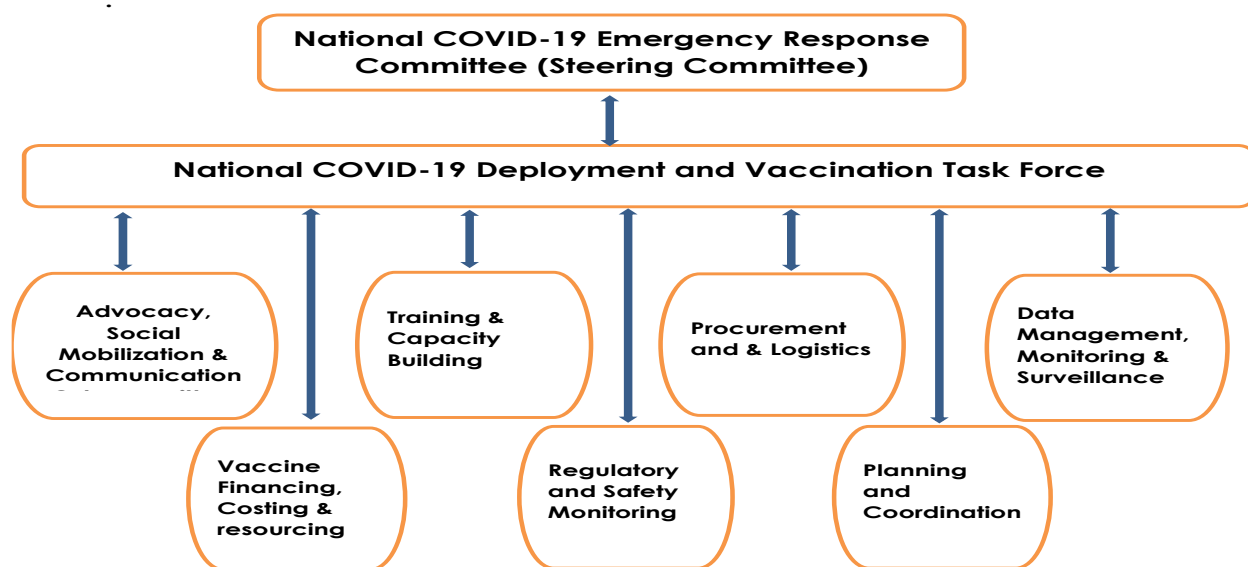 National COVID-19 Emergency Response
Committee (Steering Committee)
National COVID-19 Deployment and Vaccination Task Force
Advocacy,
Social
Mobilization &
Communication
Training &
Capacity
Building
Procurement
and & Logistics
Data
Management,
Monitoring &
Surveillance
Vaccine
Financing,
Costing &
resourcing
Regulatory
and Safety
Monitoring
Planning
and
Coordination